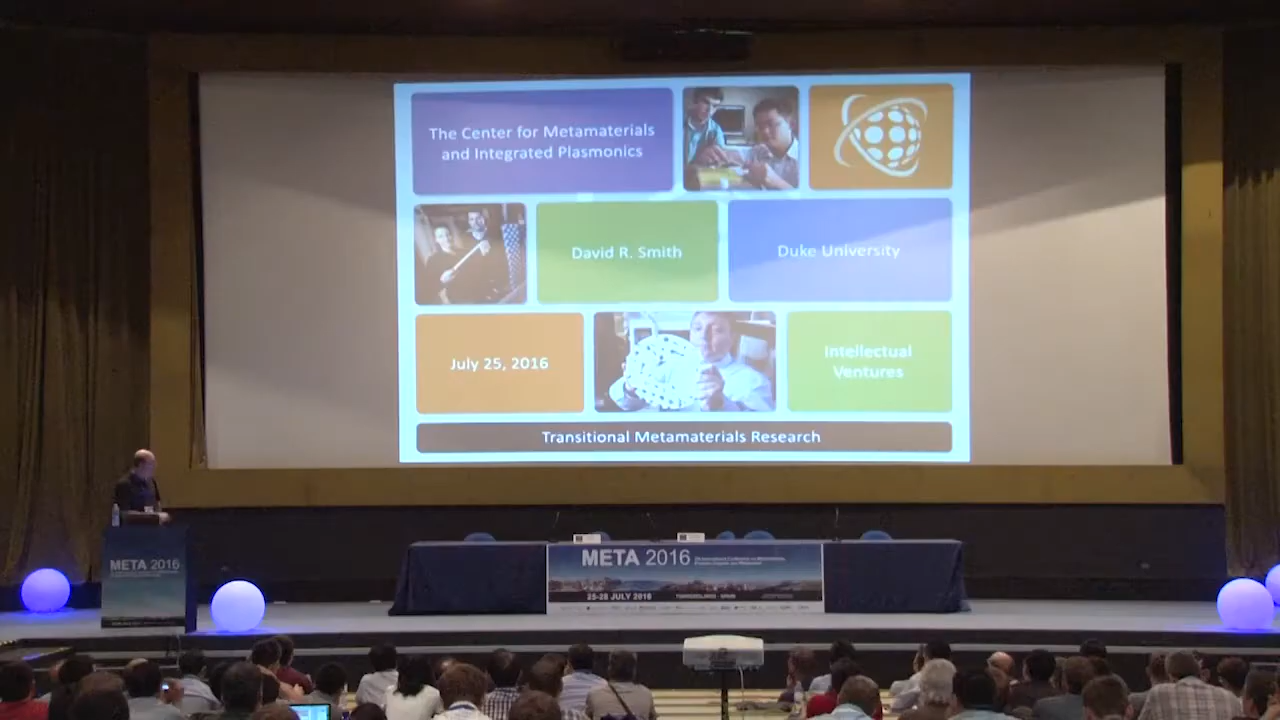 The Center for Metamaterials
and Integrated Plasmonics
David R. Smith
Duke University
July 25, 2016
Intellectual
Ventures
Transitional Metamaterials Research
META 2016
META 2016
25-28 JULY 2016